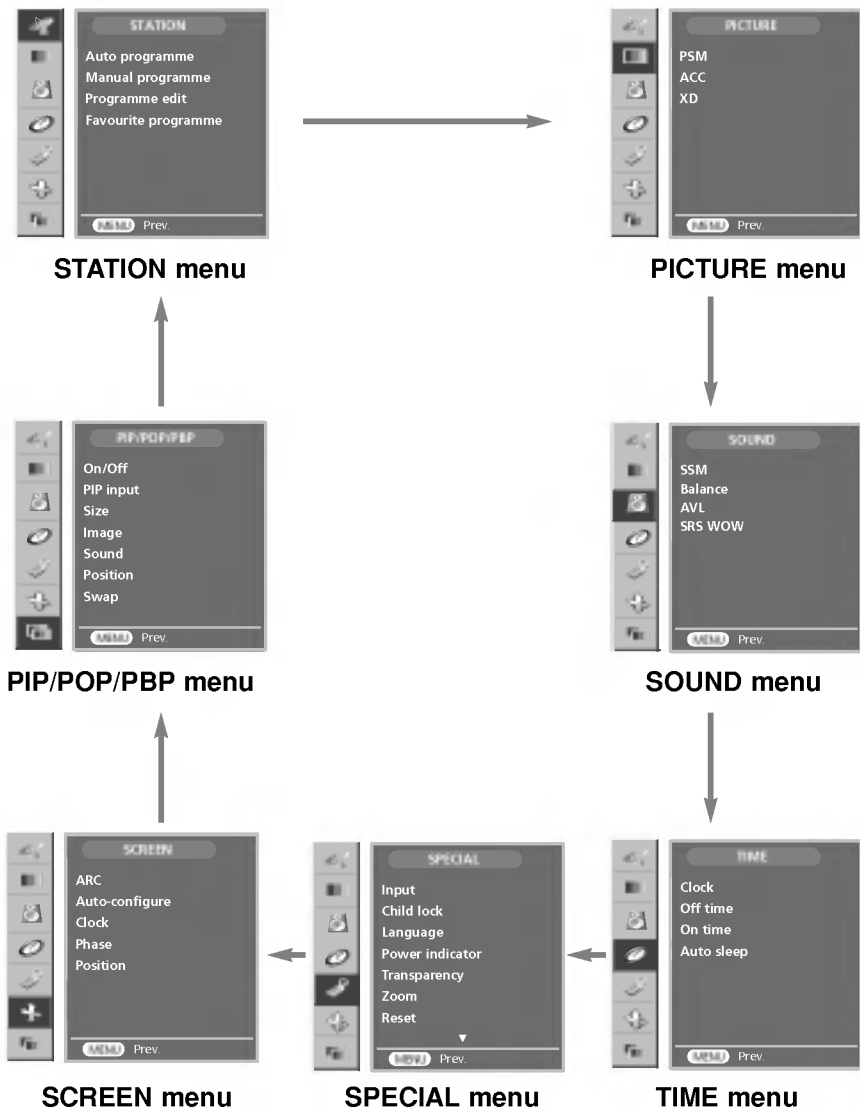 STATION
Auto programme
Manual programme
Programme edit
Favourite programme
MENU Prev.
STATION menu
PICTURE
PSM
ACC
XD
MENU Prev.
PICTURE menu
PIP/POP/PBP
On/Off
PIP input
Size
Image
Sound
Position
Swap
MENU Prev.
PIP/POP/PBP menu
SOUND
SSM
Balance
AVL
SRS WOW
MENU Prev.
SOUND menu
SCREEN
ARC
Auto-configure
Clock
Phase
Position
MENU Prev.
SCREEN menu
SPECIAL
Input
Child lock
Language
Power indicator
Transparency
Zoom
Reset
▼
MENU Prev.
SPECIAL menu
TIME
Clock
Off time
On time
Auto sleep
MENU Prev.
TIME menu